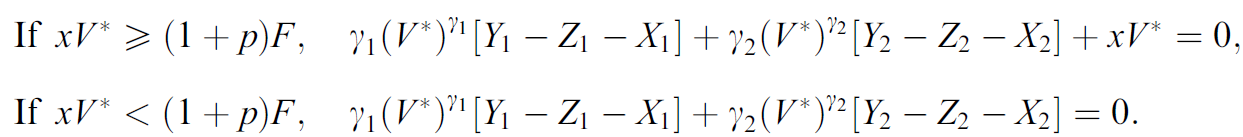 If xV* ⩾ (1 + p)F, γ₁(V*)^γ₁[Y₁ − Z₁ − X₁] + γ₂(V*)^γ₂[Y₂ − Z₂ − X₂] + xV* = 0,
If xV* < (1 + p)F, γ₁(V*)^γ₁[Y₁ − Z₁ − X₁] + γ₂(V*)^γ₂[Y₂ − Z₂ − X₂] = 0.